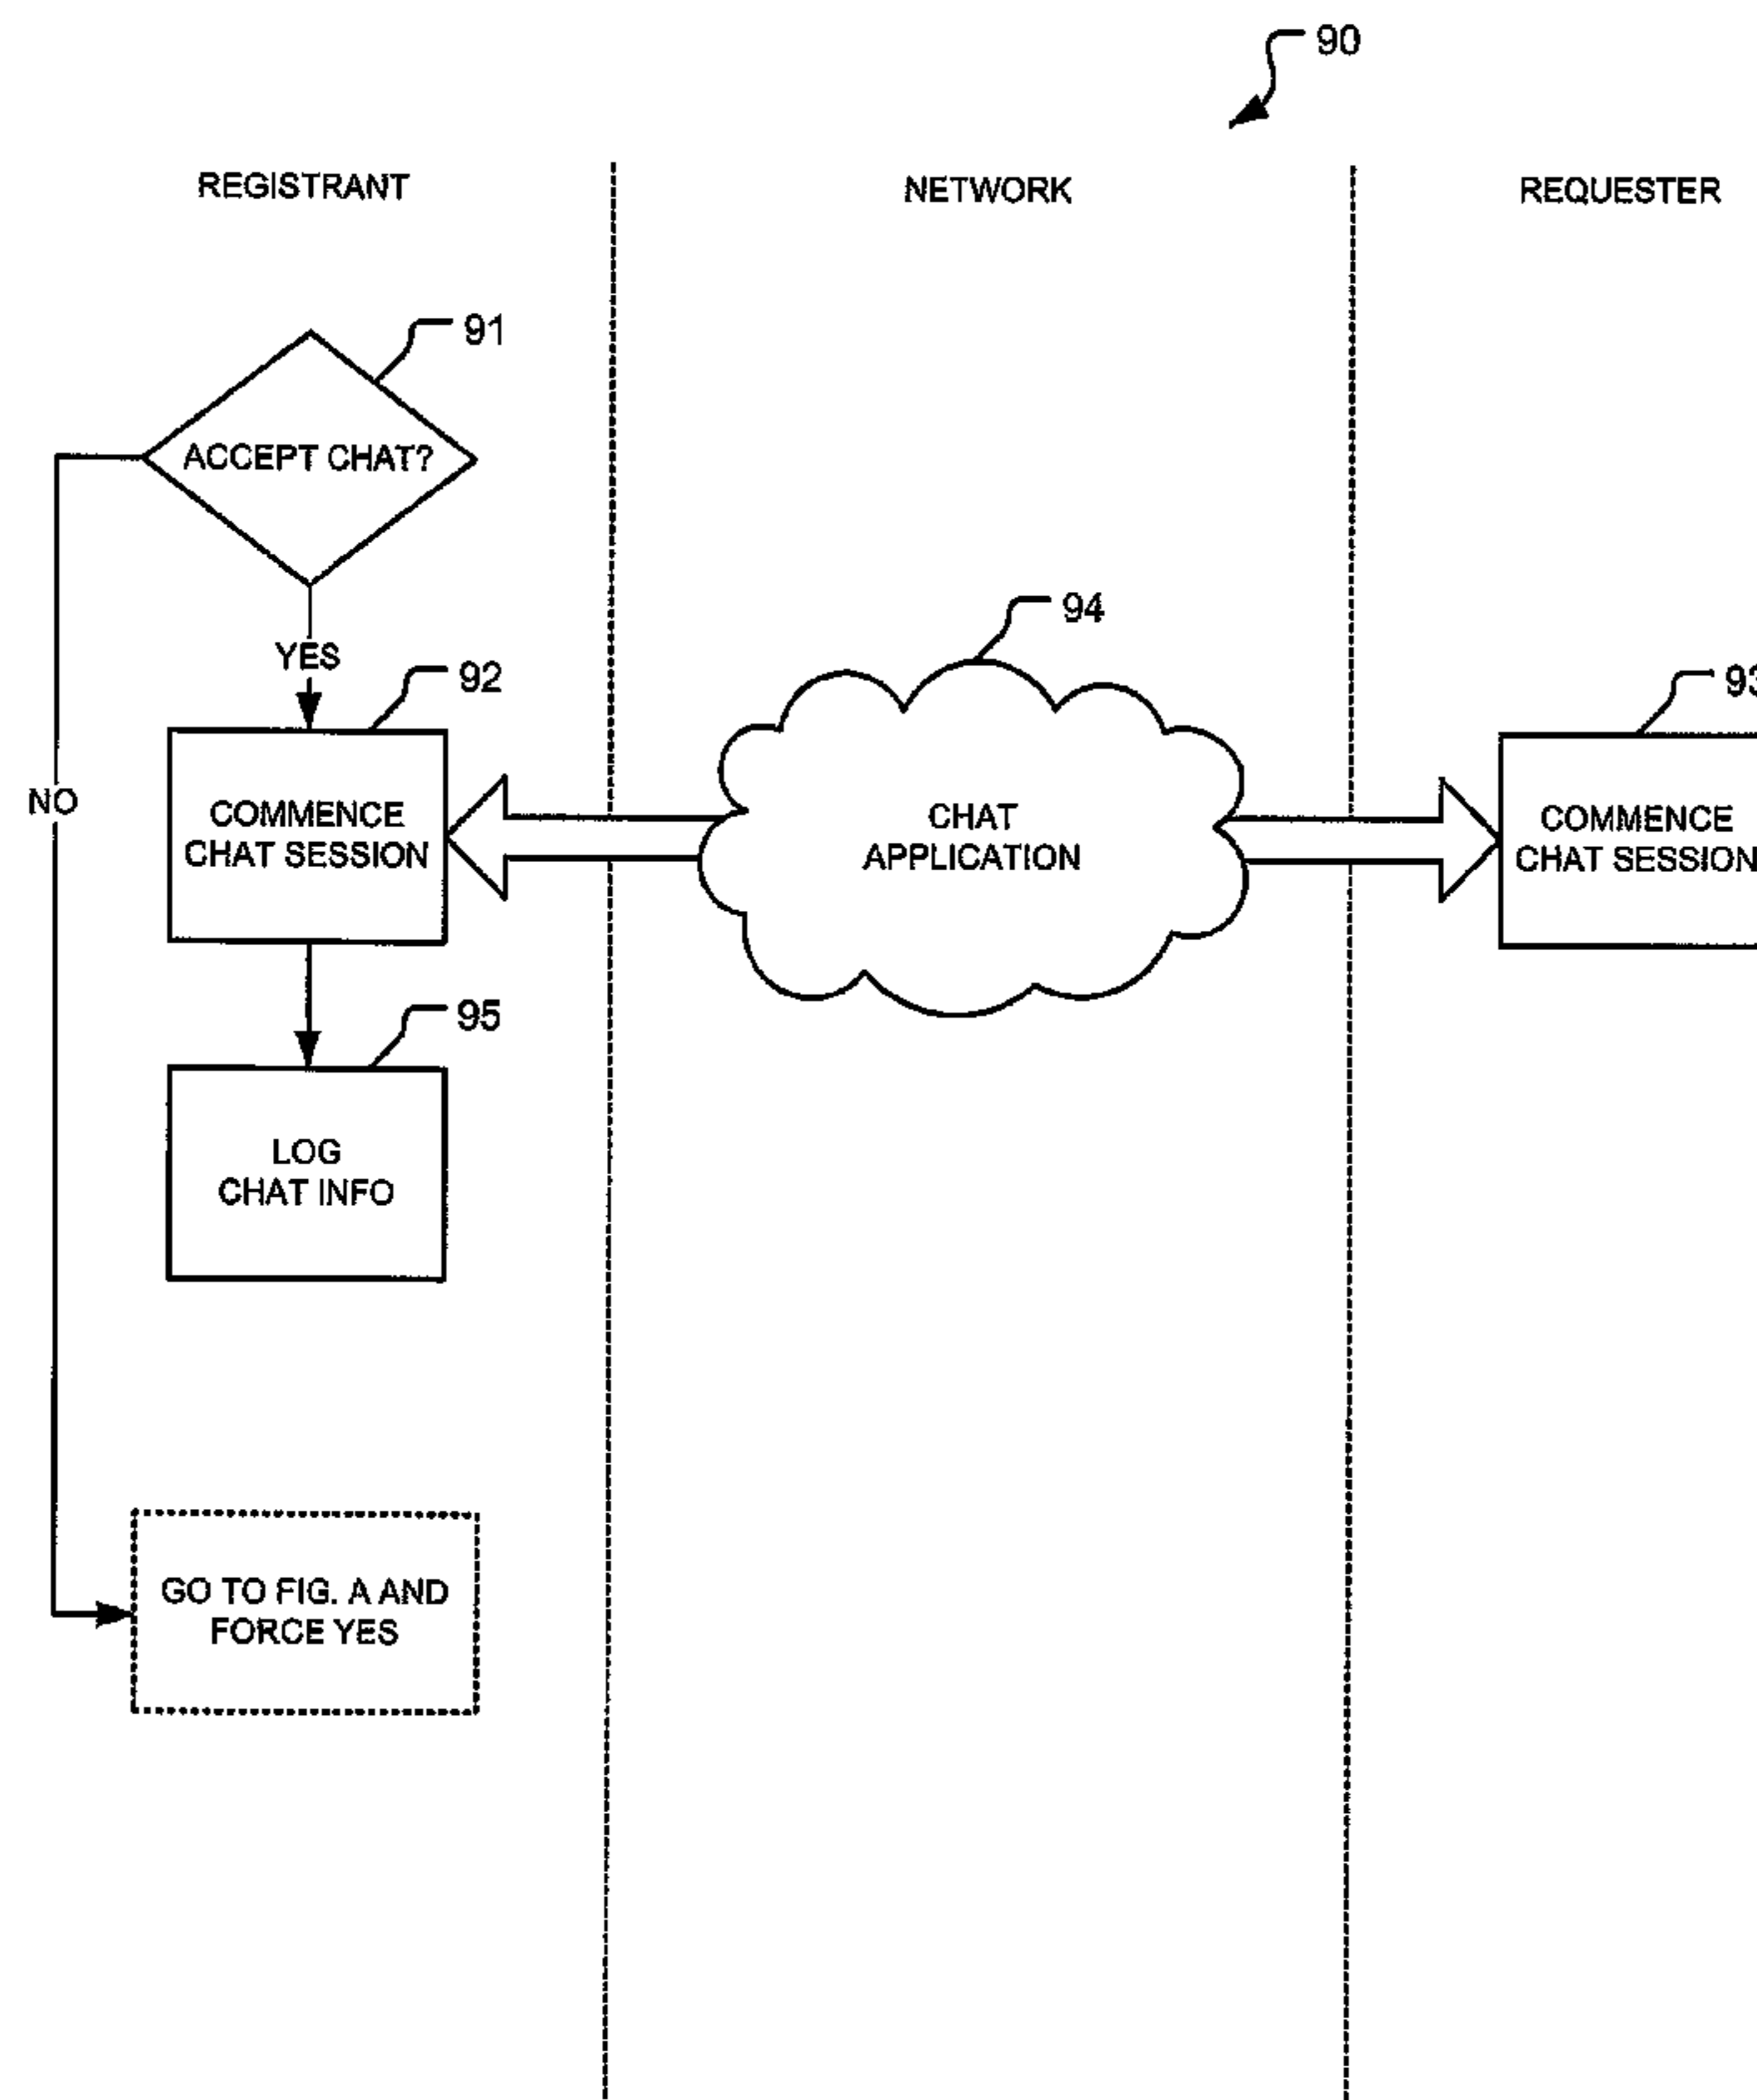 90
REGISTRANT
NETWORK
REQUESTER
91
ACCEPT CHAT?
94
YES
92
93
NO
COMMENCE
CHAT SESSION
CHAT
APPLICATION
COMMENCE
CHAT SESSION
95
LOG
CHAT INFO
GO TO FIG. A AND
FORCE YES